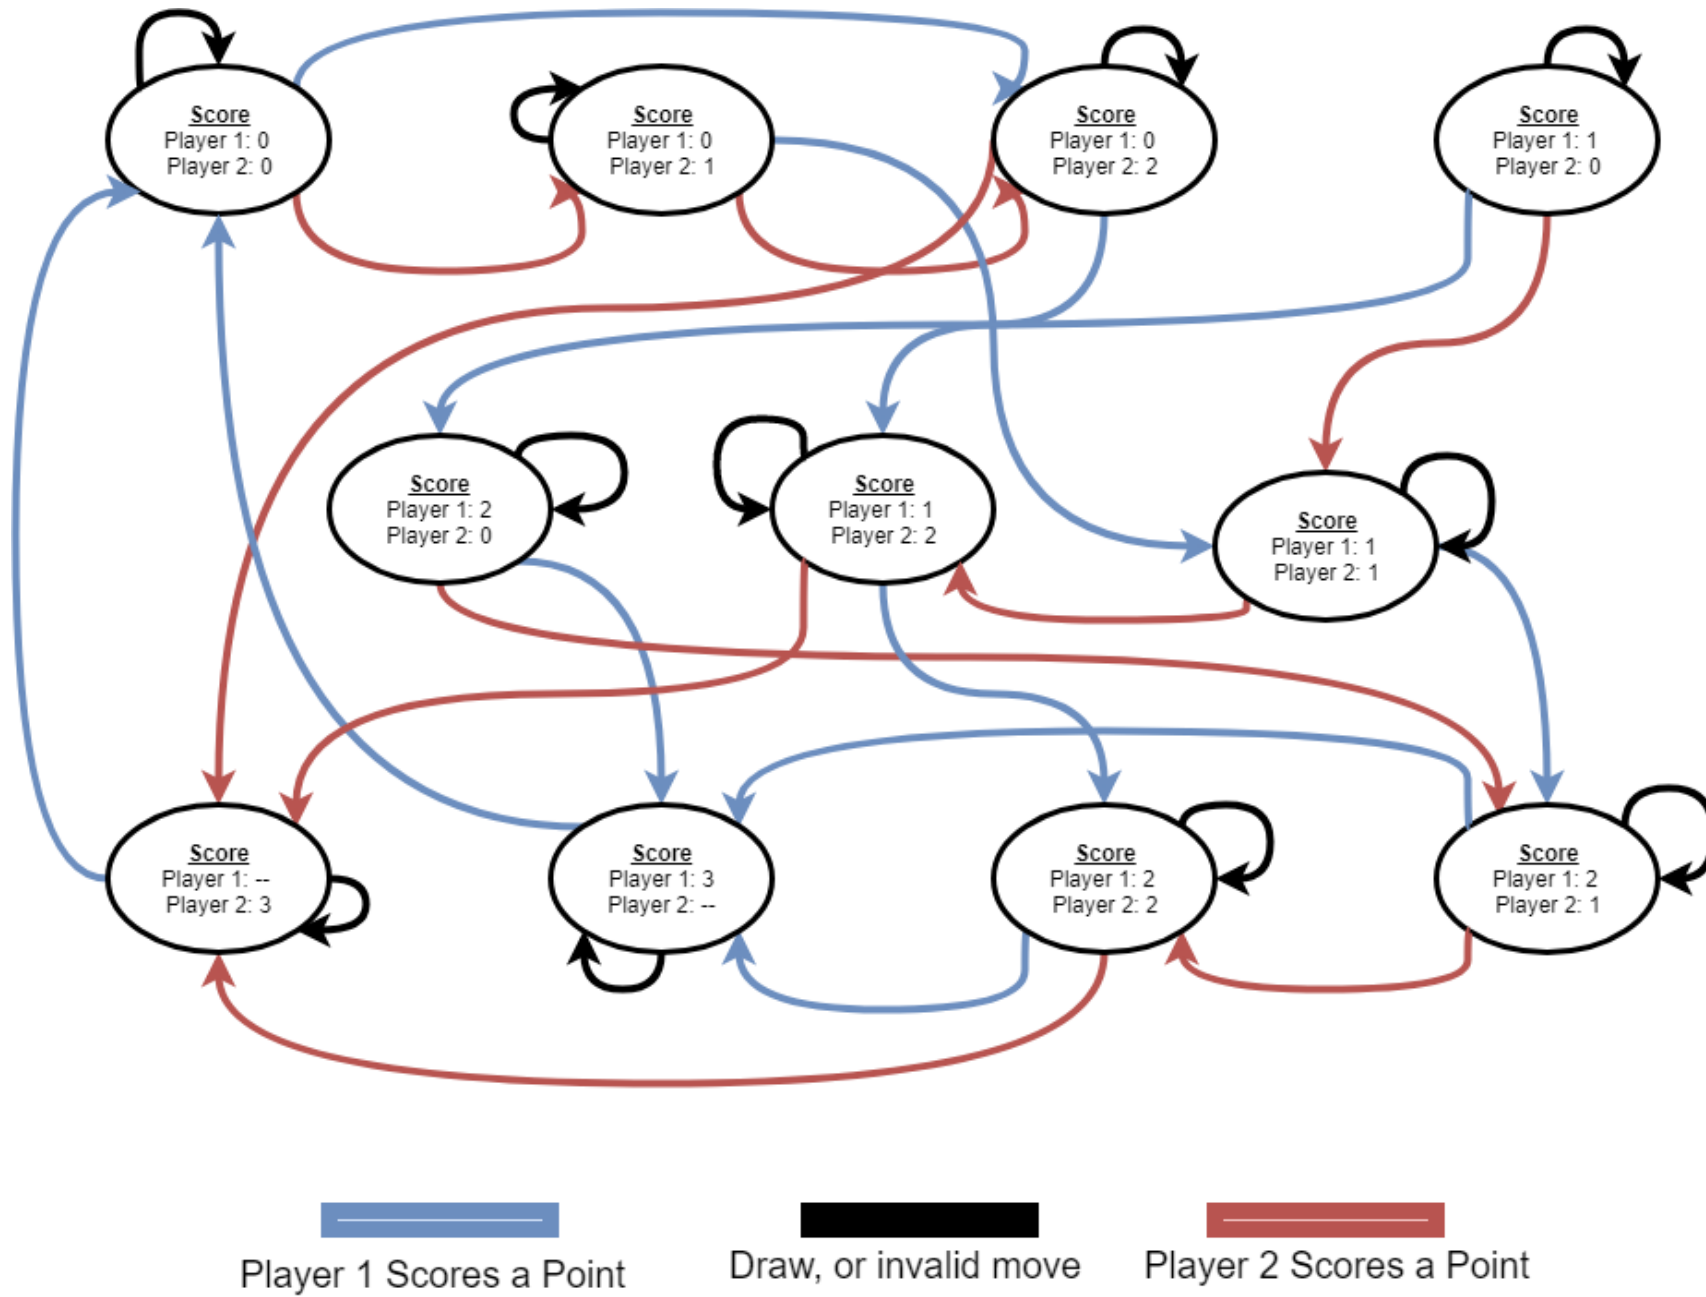 Score
Player 1: 0
Player 2: 0
Score
Player 1: 0
Player 2: 1
Score
Player 1: 0
Player 2: 2
Score
Player 1: 1
Player 2: 0
Score
Player 1: 2
Player 2: 0
Score
Player 1: 1
Player 2: 2
Score
Player 1: 1
Player 2: 1
Score
Player 1: --
Player 2: 3
Score
Player 1: 3
Player 2: --
Score
Player 1: 2
Player 2: 2
Score
Player 1: 2
Player 2: 1
Player 1 Scores a Point
Draw, or invalid move
Player 2 Scores a Point